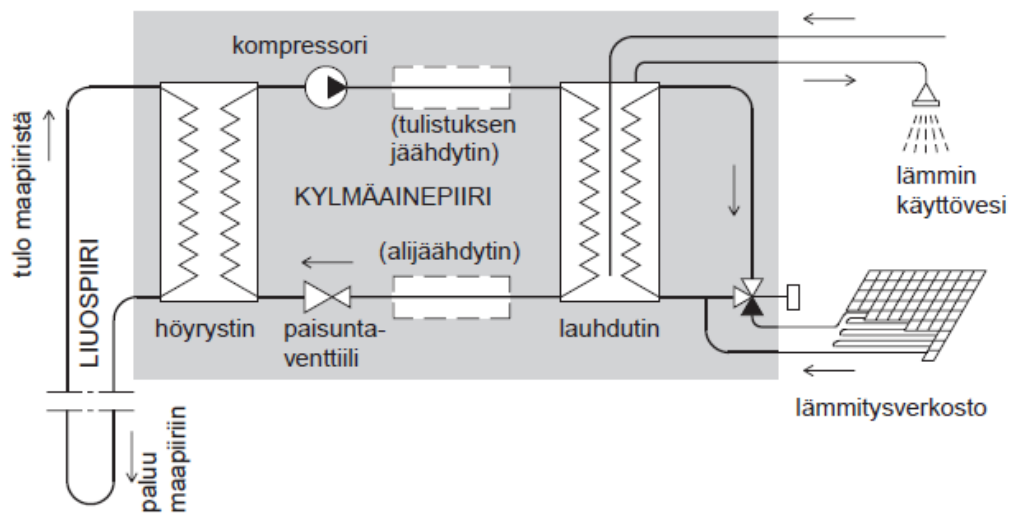 kompressori
(tulistuksen
jäähdytin)
KYLMÄAINEPIIRI
(alijäähdytin)
höyrystin
paisunta-
venttiili
lauhdutin
tulo maapiiristä
LIUOSPIIRI
paluu
maapiiriin
lämmin
käyttövesi
lämmitysverkosto